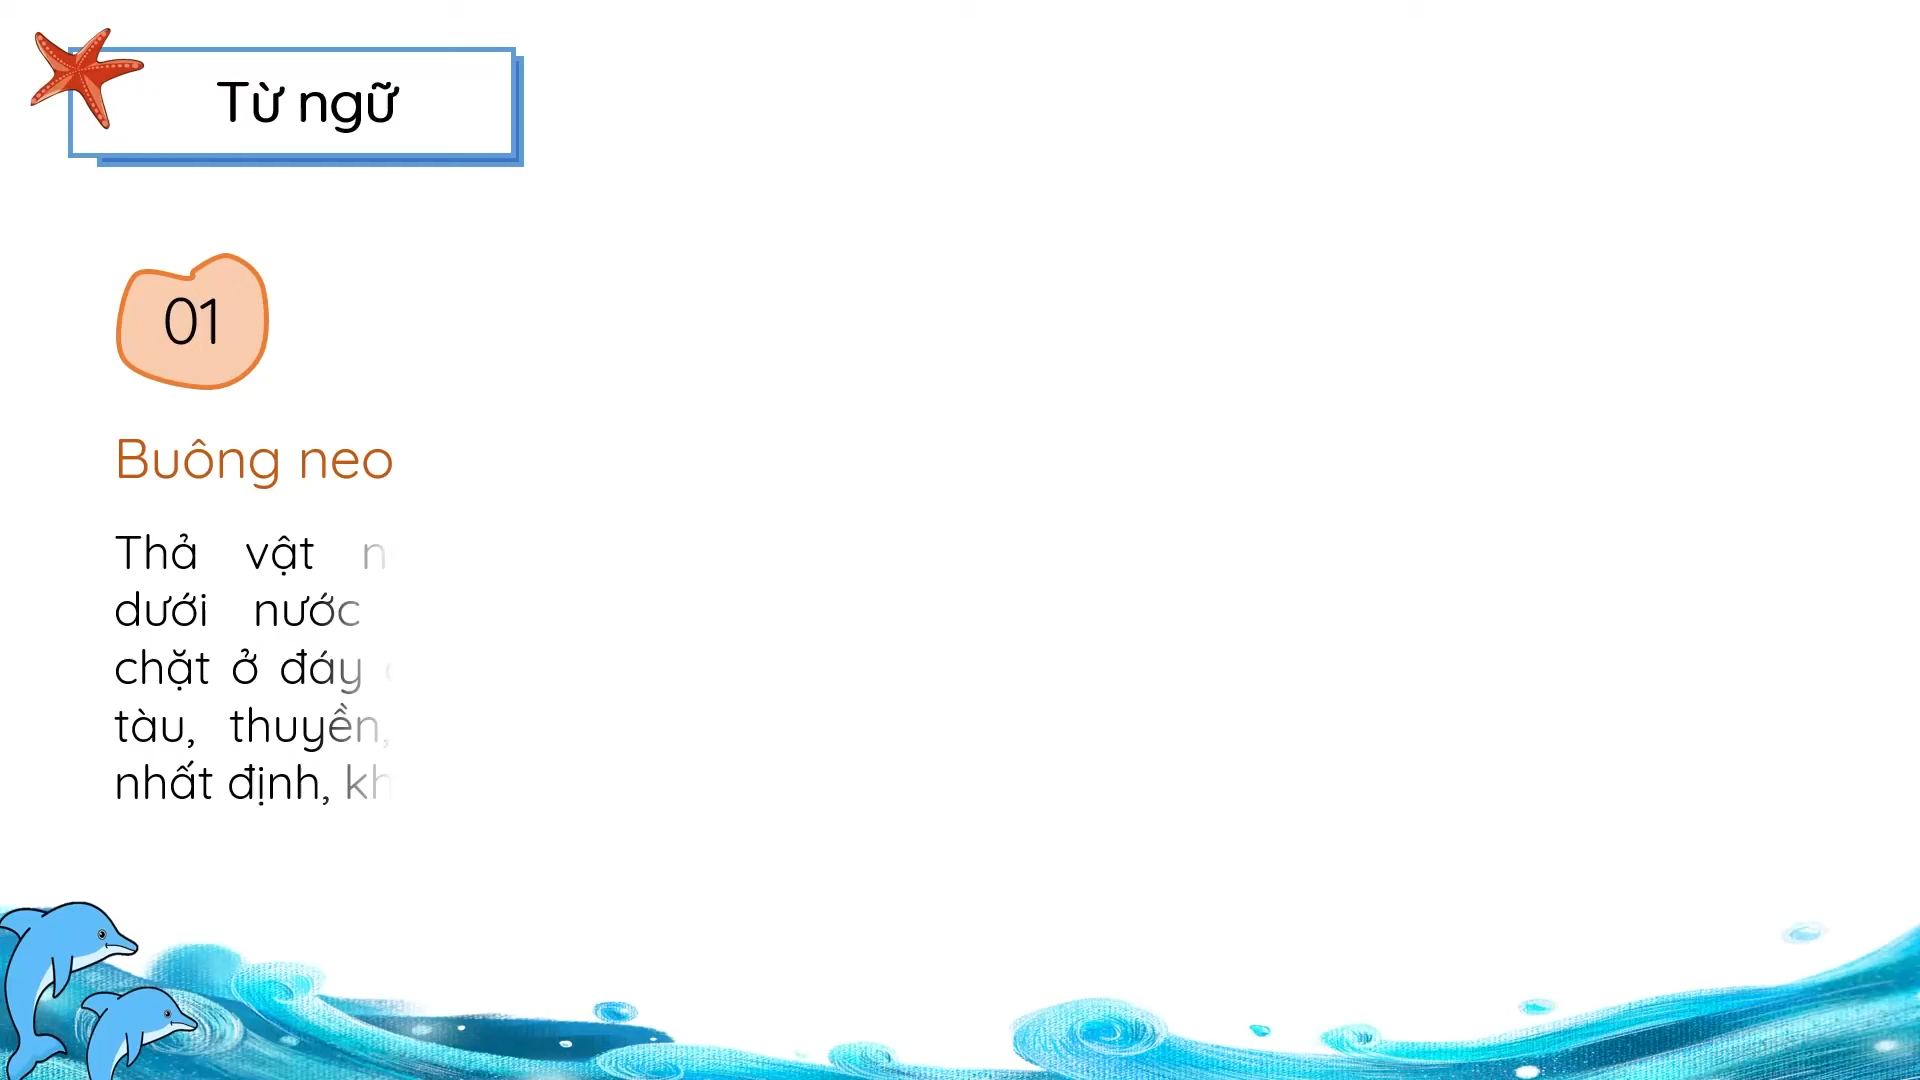 Từ ngữ
01
Buông neo
Thả vật
dưới nước
chặt ở đáy
tàu, thuyền,
nhất định,